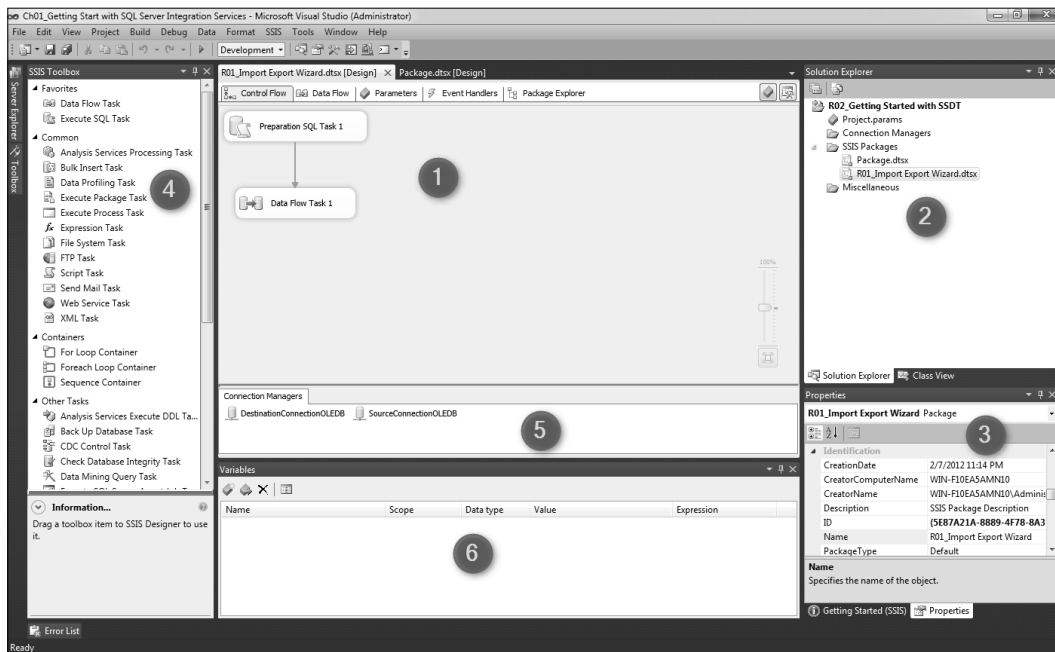 Ch01_Getting Start with SQL Server Integration Services - Microsoft Visual Studio (Administrator)
File Edit View Project Build Debug Data Format SSIS Tools Window Help
Development
Server Explorer
Toolbox
SSIS Toolbox
Favorites
Data Flow Task
Execute SQL Task
Common
Analysis Services Processing Task
Bulk Insert Task
Data Profiling Task
Execute Package Task
Execute Process Task
Expression Task
File System Task
FTP Task
Script Task
Send Mail Task
Web Service Task
XML Task
Containers
For Loop Container
Foreach Loop Container
Sequence Container
Other Tasks
Analysis Services Execute DDL Ta...
Back Up Database Task
CDC Control Task
Check Database Integrity Task
Data Mining Query Task
4
Information...
Drag a toolbox item to SSIS Designer to use
it.
R01_Import Export Wizard.dtsx [Design] Package.dtsx [Design]
Control Flow Data Flow Parameters Event Handlers Package Explorer
Preparation SQL Task 1
Data Flow Task 1
1
100%
Connection Managers
DestinationConnectionOLEDB SourceConnectionOLEDB
5
Variables
Name Scope Data type Value Expression
6
Solution Explorer
R02_Getting Started with SSDT
Project.params
Connection Managers
SSIS Packages
Package.dtsx
R01_Import Export Wizard.dtsx
Miscellaneous
2
Solution Explorer Class View
Properties
R01_Import Export Wizard Package
3
Identification
CreationDate 2/7/2012 11:14 PM
CreatorComputerName WIN-F10EA5AMN10
CreatorName WIN-F10EA5AMN10\Adminis
Description SSIS Package Description
ID {5E87A21A-8889-4F78-8A3
Name R01_Import Export Wizard
PackageType Default
Name
Specifies the name of the object.
Getting Started (SSIS) Properties
Error List
Ready